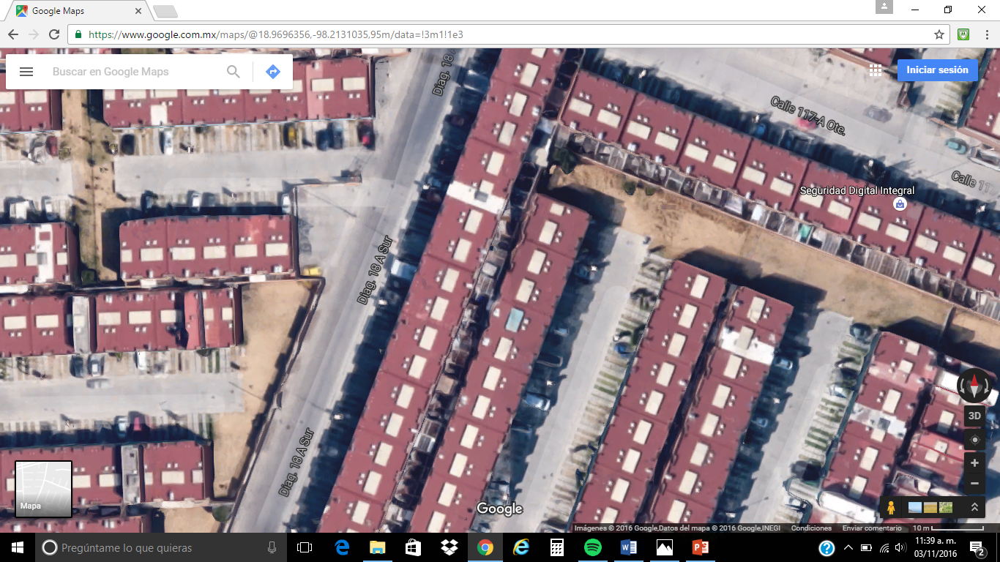 Google Maps
https://www.google.com.mx/maps/@18.9696356,-98.2131035,95m/data=!3m1!1e3
Buscar en Google Maps
Iniciar sesión
Diag. 18
Calle 117-A Ote.
Calle 11
Seguridad Digital Integral
Diag. 18 A Sur
Diag. 18 A Sur
3D
Mapa
Google
Imágenes © 2016 Google,Datos del mapa © 2016 Google,INEGI Condiciones Enviar comentario 10 m
Pregúntame lo que quieras
11:39 a. m.
03/11/2016
2